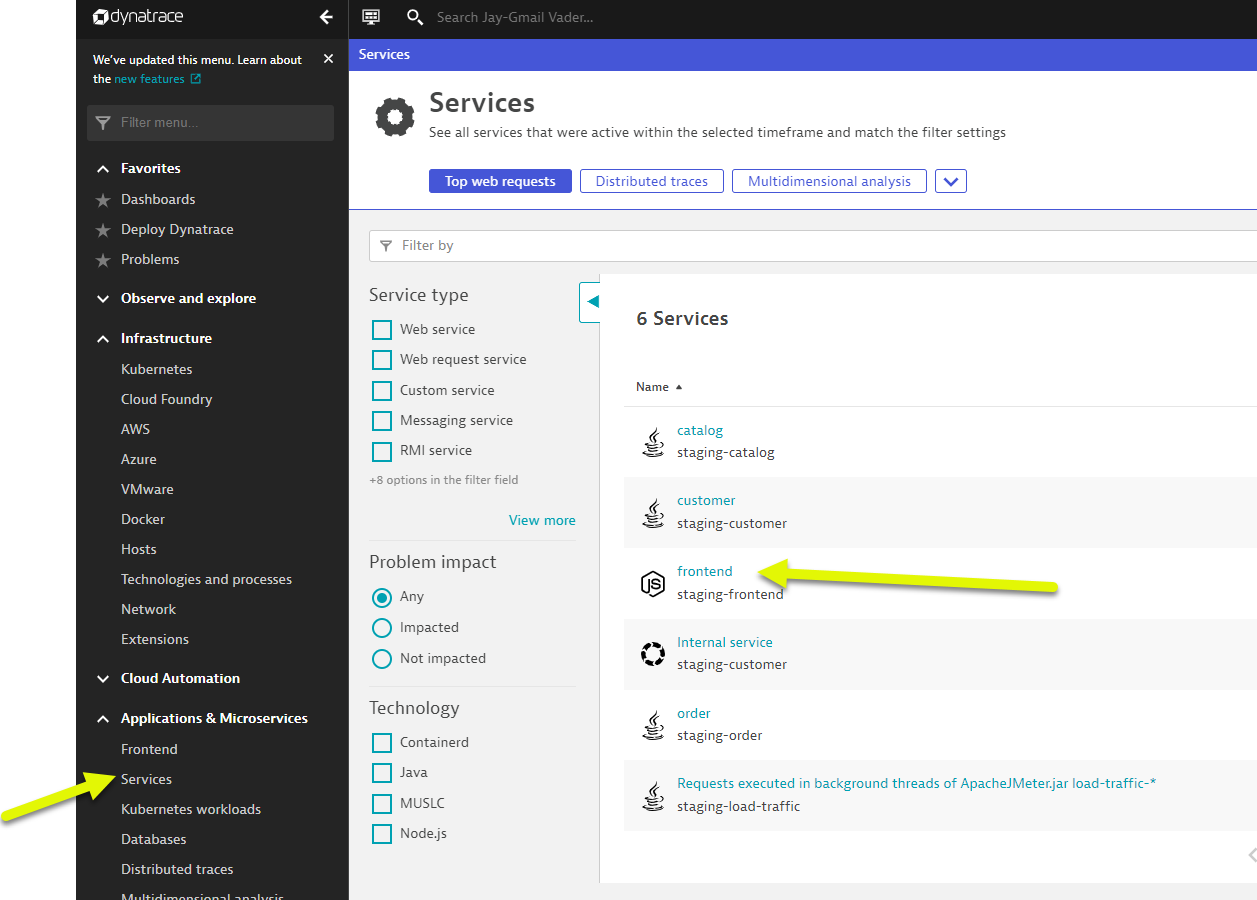 dynatrace
Search Jay-Gmail Vader...
We've updated this menu. Learn about
the new features
Filter menu...
Favorites
Dashboards
Deploy Dynatrace
Problems
Observe and explore
Infrastructure
Kubernetes
Cloud Foundry
AWS
Azure
VMware
Docker
Hosts
Technologies and processes
Network
Extensions
Cloud Automation
Applications & Microservices
Frontend
Services
Kubernetes workloads
Databases
Distributed traces
Multidimensional analysis
Services
Services
See all services that were active within the selected timeframe and match the filter settings
Top web requests
Distributed traces
Multidimensional analysis
Filter by
Service type
Web service
Web request service
Custom service
Messaging service
RMI service
+8 options in the filter field
View more
Problem impact
Any
Impacted
Not impacted
Technology
Containerd
Java
MUSLC
Node.js
6 Services
Name
catalog
staging-catalog
customer
staging-customer
JS
frontend
staging-frontend
Internal service
staging-customer
order
staging-order
Requests executed in background threads of ApacheJMeter.jar load-traffic-*
staging-load-traffic